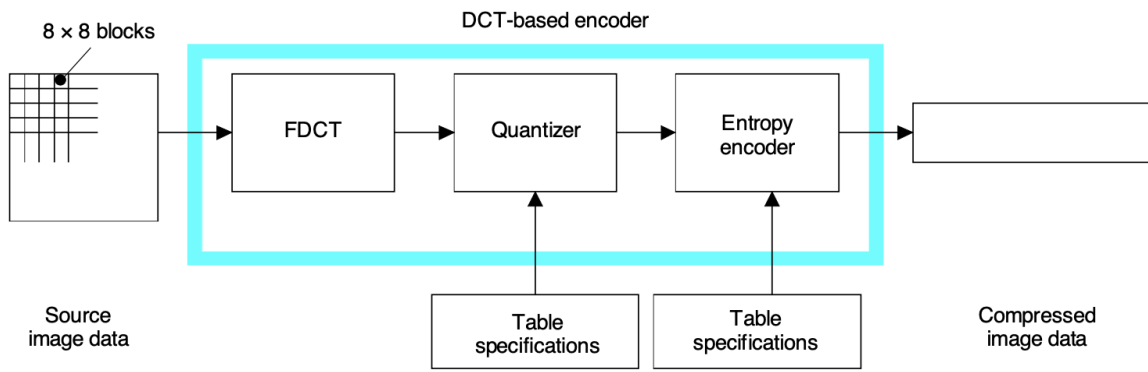 DCT-based encoder
8 × 8 blocks
FDCT
Quantizer
Entropy
encoder
Source
image data
Table
specifications
Table
specifications
Compressed
image data